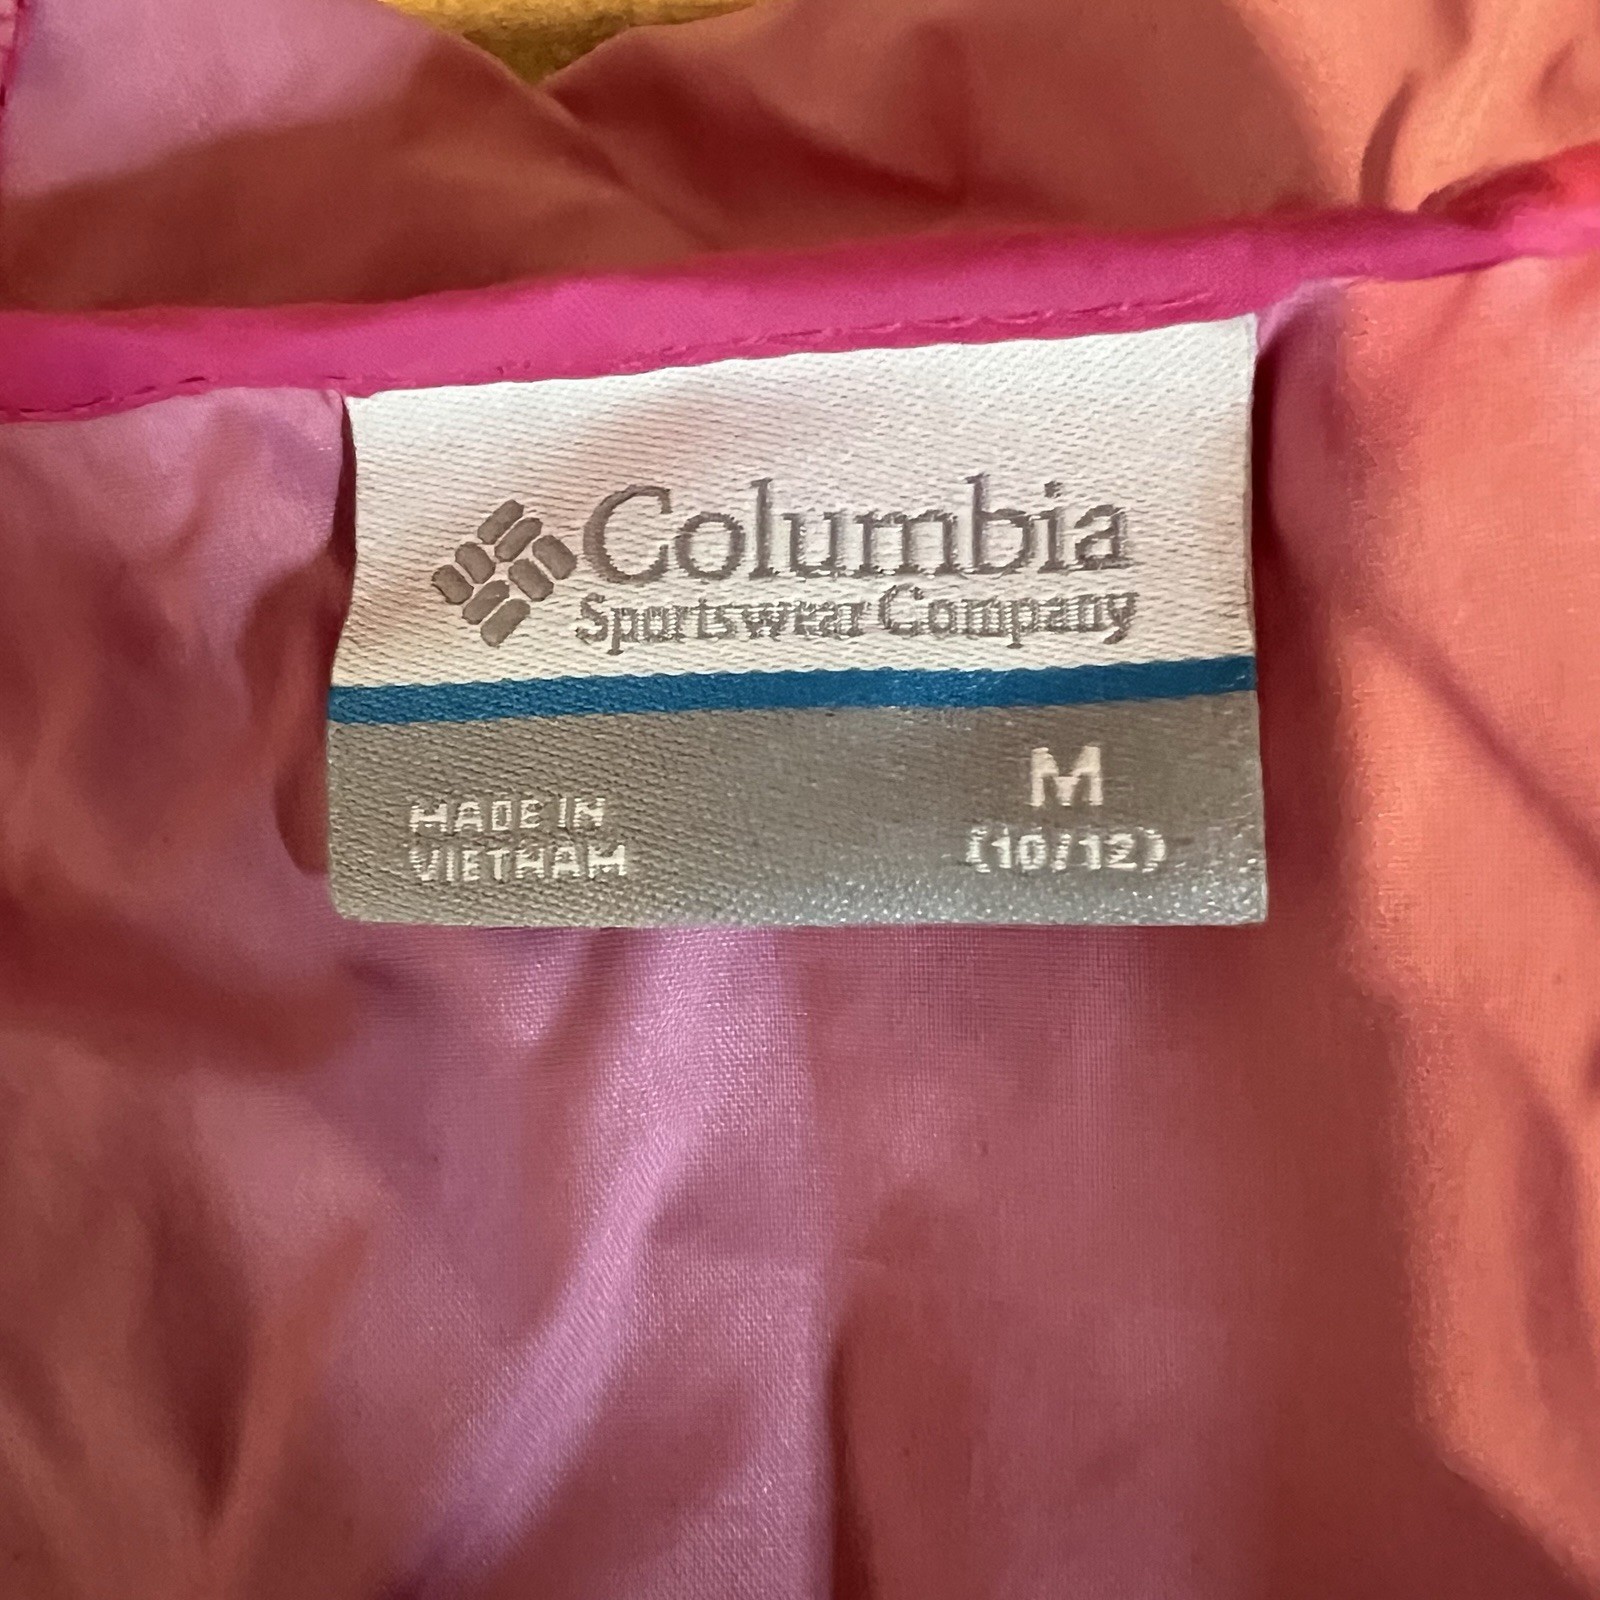 Columbia
Sportswear Company
M
(10/12)
MADE IN
VIETNAM